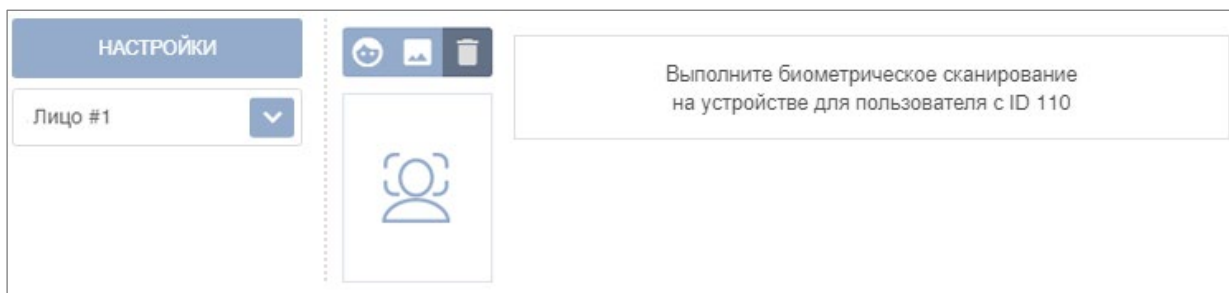 НАСТРОЙКИ
Лицо #1
Выполните биометрическое сканирование
на устройстве для пользователя с ID 110